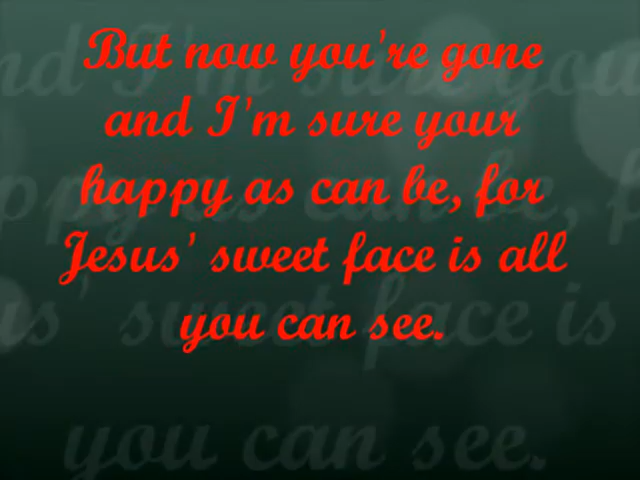 But now you're gone
and I'm sure your
happy as can be, for
Jesus' sweet face is all
you can see.